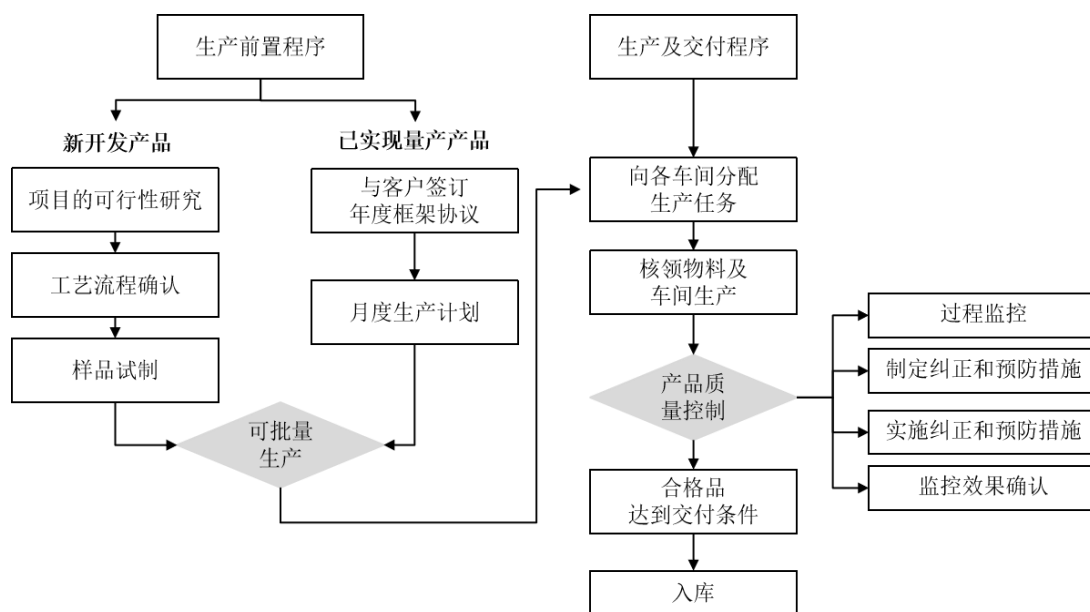 生产前置程序
新开发产品
已实现量产产品
项目的可行性研究
工艺流程确认
样品试制
与客户签订
年度框架协议
月度生产计划
可批量
生产
生产及交付程序
向各车间分配
生产任务
核领物料及
车间生产
产品质
量控制
过程监控
制定纠正和预防措施
实施纠正和预防措施
监控效果确认
合格品
达到交付条件
入库